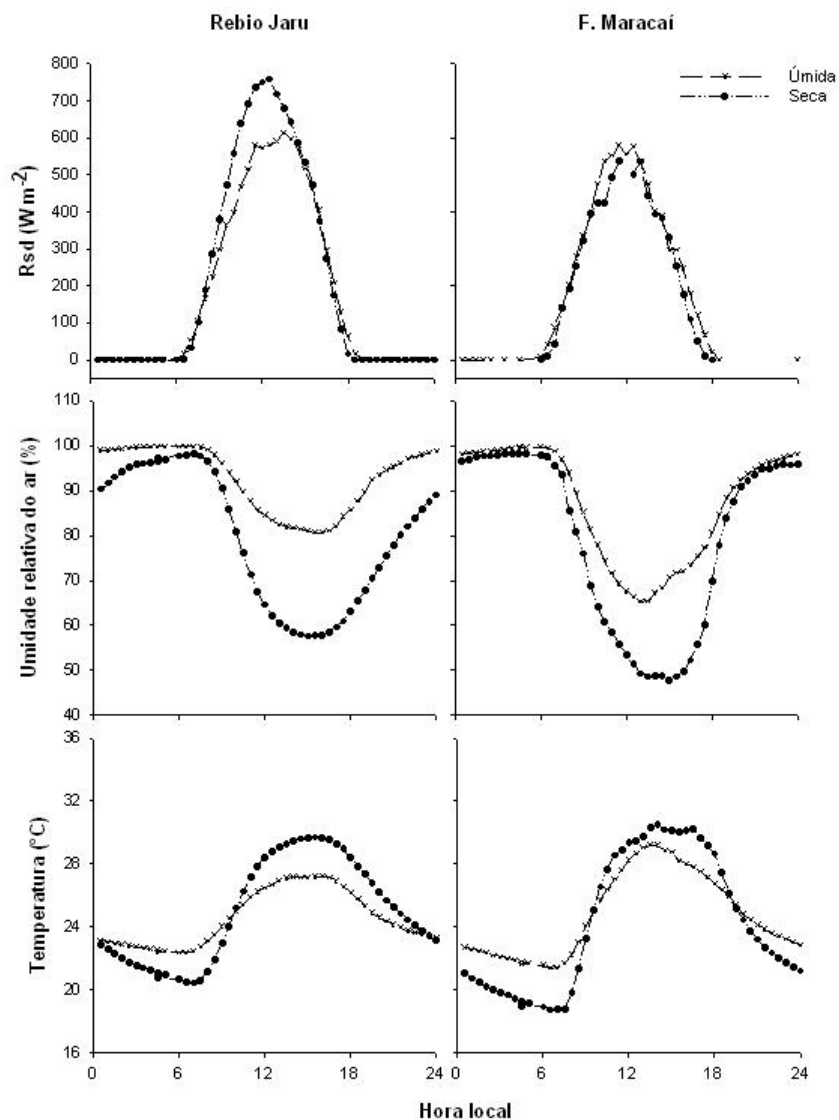 Rebio Jaru
F. Maracaí
Úmida
Seca
Rsd (W m-2)
800
700
600
500
400
300
200
100
0
Umidade relativa do ar (%)
110
100
90
80
70
60
50
40
Temperatura (°C)
36
32
28
24
20
16
0 6 12 18 24
0 6 12 18 24
Hora local